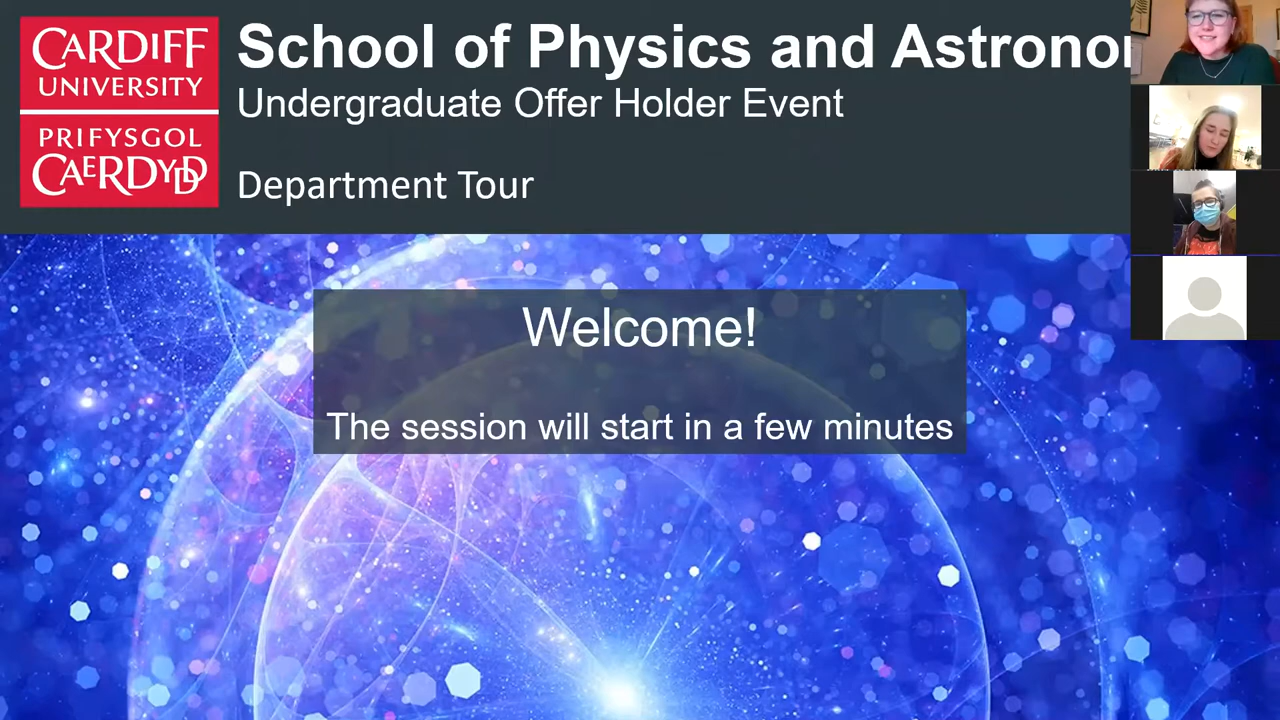 CARDIFF
UNIVERSITY
PRIFYSGOL
CAERDYDD
School of Physics and Astronor
Undergraduate Offer Holder Event
Department Tour
Welcome!
The session will start in a few minutes